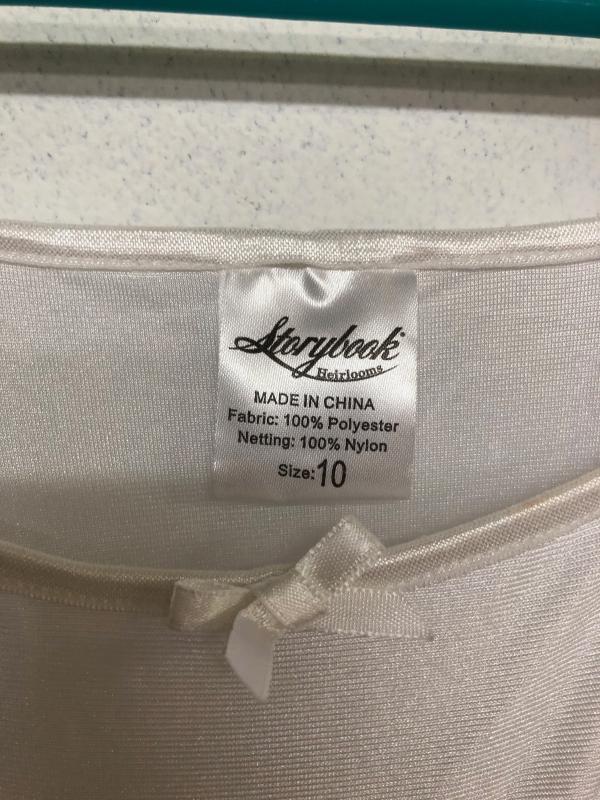 Storybook
Heirlooms
MADE IN CHINA
Fabric: 100% Polyester
Netting: 100% Nylon
Size: 10